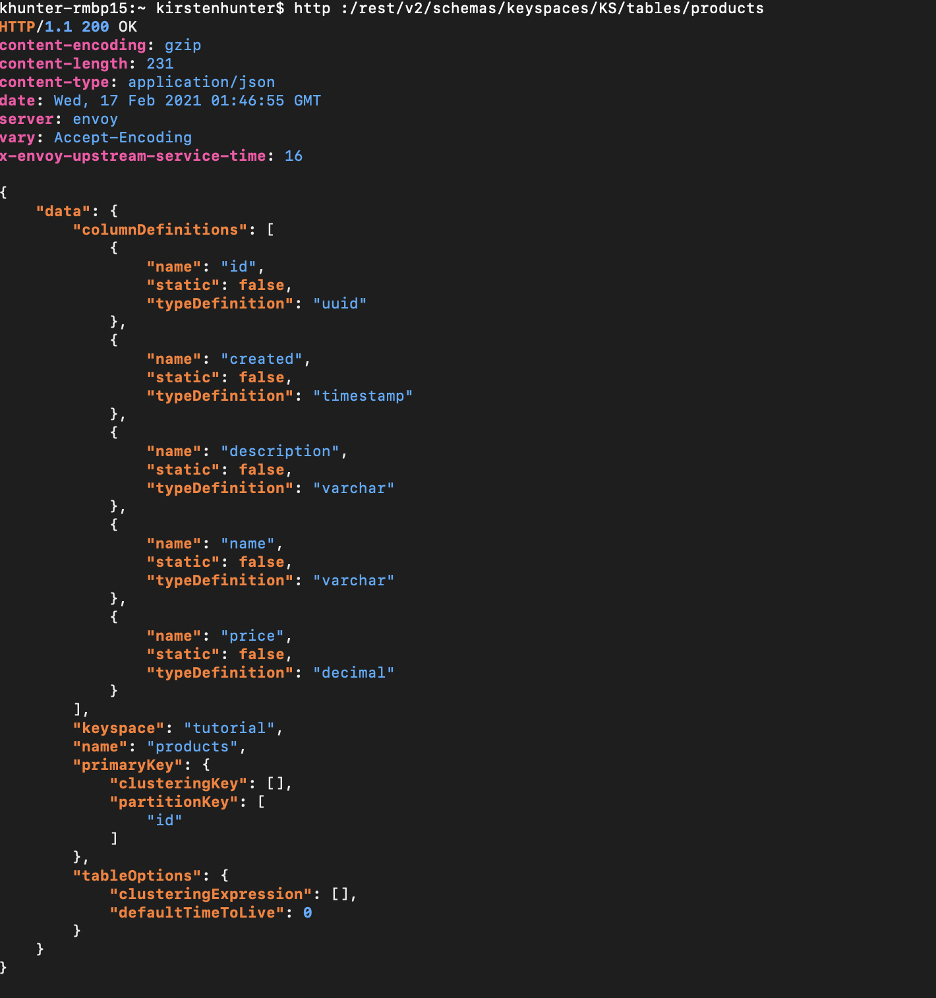 khunter-rmbp15:~ kirstenhunter$ http :/rest/v2/schemas/keyspaces/KS/tables/products
HTTP/1.1 200 OK
content-encoding: gzip
content-length: 231
content-type: application/json
date: Wed, 17 Feb 2021 01:46:55 GMT
server: envoy
vary: Accept-Encoding
x-envoy-upstream-service-time: 16

{
    "data": {
        "columnDefinitions": [
            {
                "name": "id",
                "static": false,
                "typeDefinition": "uuid"
            },
            {
                "name": "created",
                "static": false,
                "typeDefinition": "timestamp"
            },
            {
                "name": "description",
                "static": false,
                "typeDefinition": "varchar"
            },
            {
                "name": "name",
                "static": false,
                "typeDefinition": "varchar"
            },
            {
                "name": "price",
                "static": false,
                "typeDefinition": "decimal"
            }
        ],
        "keyspace": "tutorial",
        "name": "products",
        "primaryKey": {
            "clusteringKey": [],
            "partitionKey": [
                "id"
            ]
        },
        "tableOptions": {
            "clusteringExpression": [],
            "defaultTimeToLive": 0
        }
    }
}